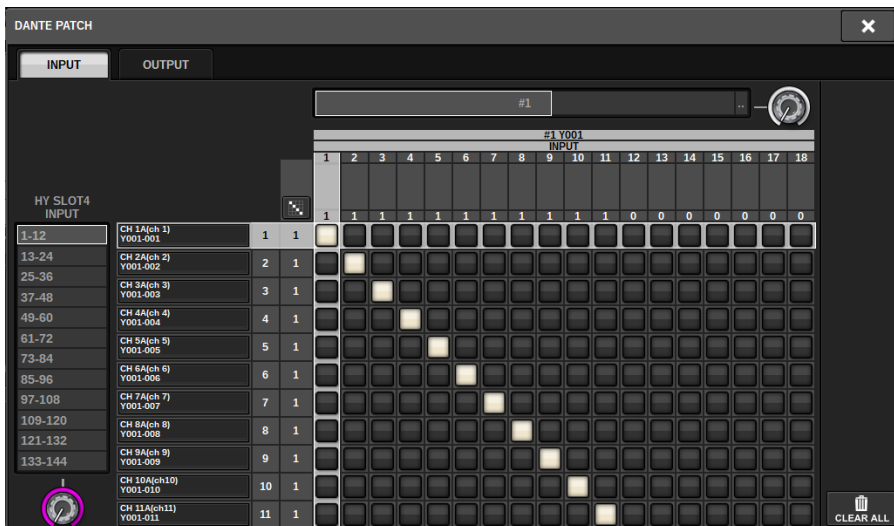 DANTE PATCH
INPUT OUTPUT
#1 ..
#1 Y001
INPUT
1 2 3 4 5 6 7 8 9 10 11 12 13 14 15 16 17 18
HY SLOT4
INPUT
1 1 1 1 1 1 1 1 1 1 1 0 0 0 0 0 0 0
1-12
13-24
25-36
37-48
49-60
61-72
73-84
85-96
97-108
109-120
121-132
133-144
CH 1A(ch 1)
Y001-001 1 1
CH 2A(ch 2)
Y001-002 2 1
CH 3A(ch 3)
Y001-003 3 1
CH 4A(ch 4)
Y001-004 4 1
CH 5A(ch 5)
Y001-005 5 1
CH 6A(ch 6)
Y001-006 6 1
CH 7A(ch 7)
Y001-007 7 1
CH 8A(ch 8)
Y001-008 8 1
CH 9A(ch 9)
Y001-009 9 1
CH 10A(ch10)
Y001-010 10 1
CH 11A(ch11)
Y001-011 11 1
CLEAR ALL